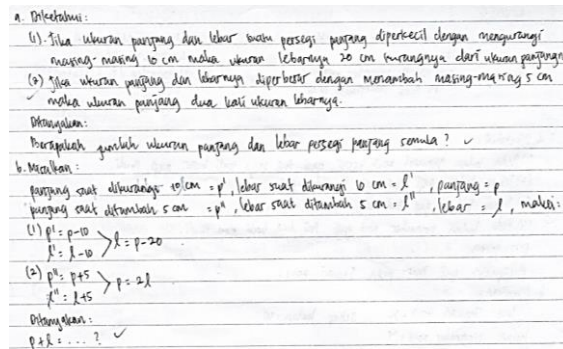 a. Diketahui:
(1). Jika ukuran panjang dan lebar suatu persegi panjang diperkecil dengan mengurangi
masing-masing 10 cm maka ukuran lebarnya 20 cm kurangnya dari ukuran panjangn
(2) Jika ukuran panjang dan lebarnya diperbesar dengan menambah masing-masing 5 cm
maka ukuran panjang dua kali ukuran lebarnya.
Ditanyakan:
Berapakah jumlah ukuran panjang dan lebar persegi panjang semula? ✓
b. Misalkan:
panjang saat dikurangi 10 cm = p', lebar saat dikurangi 10 cm = l', panjang = p
panjang saat ditambah 5 cm = p'', lebar saat ditambah 5 cm = l'', lebar = l, maka:
(1) p' = p-10
l' = l-10 > l = p-20
(2) p'' = p+5
l'' = l+5 > p = 2l
Ditanyakan:
p+l = ... ? ✓